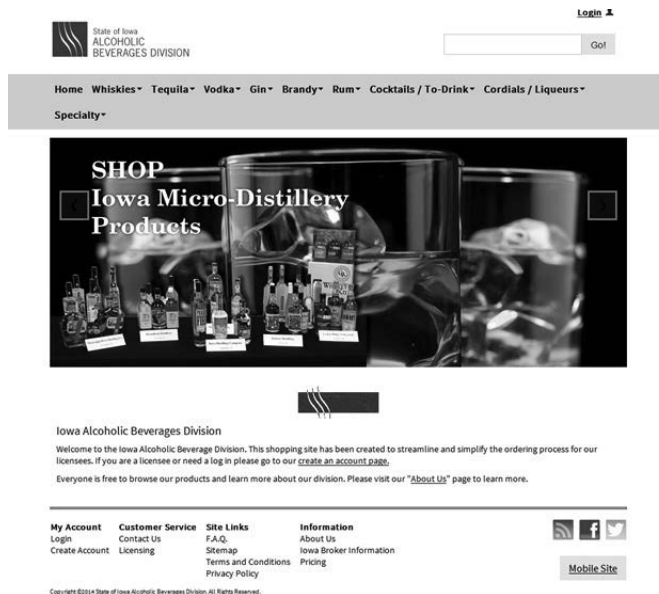 Login
State of Iowa
ALCOHOLIC
BEVERAGES DIVISION
Go!
Home Whiskies Tequila Vodka Gin Brandy Rum Cocktails / To-Drink Cordials / Liqueurs
Specialty
SHOP
Iowa Micro-Distillery
Products
Iowa Alcoholic Beverages Division
Welcome to the Iowa Alcoholic Beverage Division. This shopping site has been created to streamline and simplify the ordering process for our
licensees. If you are a licensee or need a log in please go to our create an account page.
Everyone is free to browse our products and learn more about our division. Please visit our "About Us" page to learn more.
My Account Customer Service Site Links Information
Login Contact Us F.A.Q. About Us
Create Account Licensing Sitemap Iowa Broker Information
Terms and Conditions Pricing
Privacy Policy
Mobile Site
Copyright ©2014 State of Iowa Alcoholic Beverages Division. All Rights Reserved.